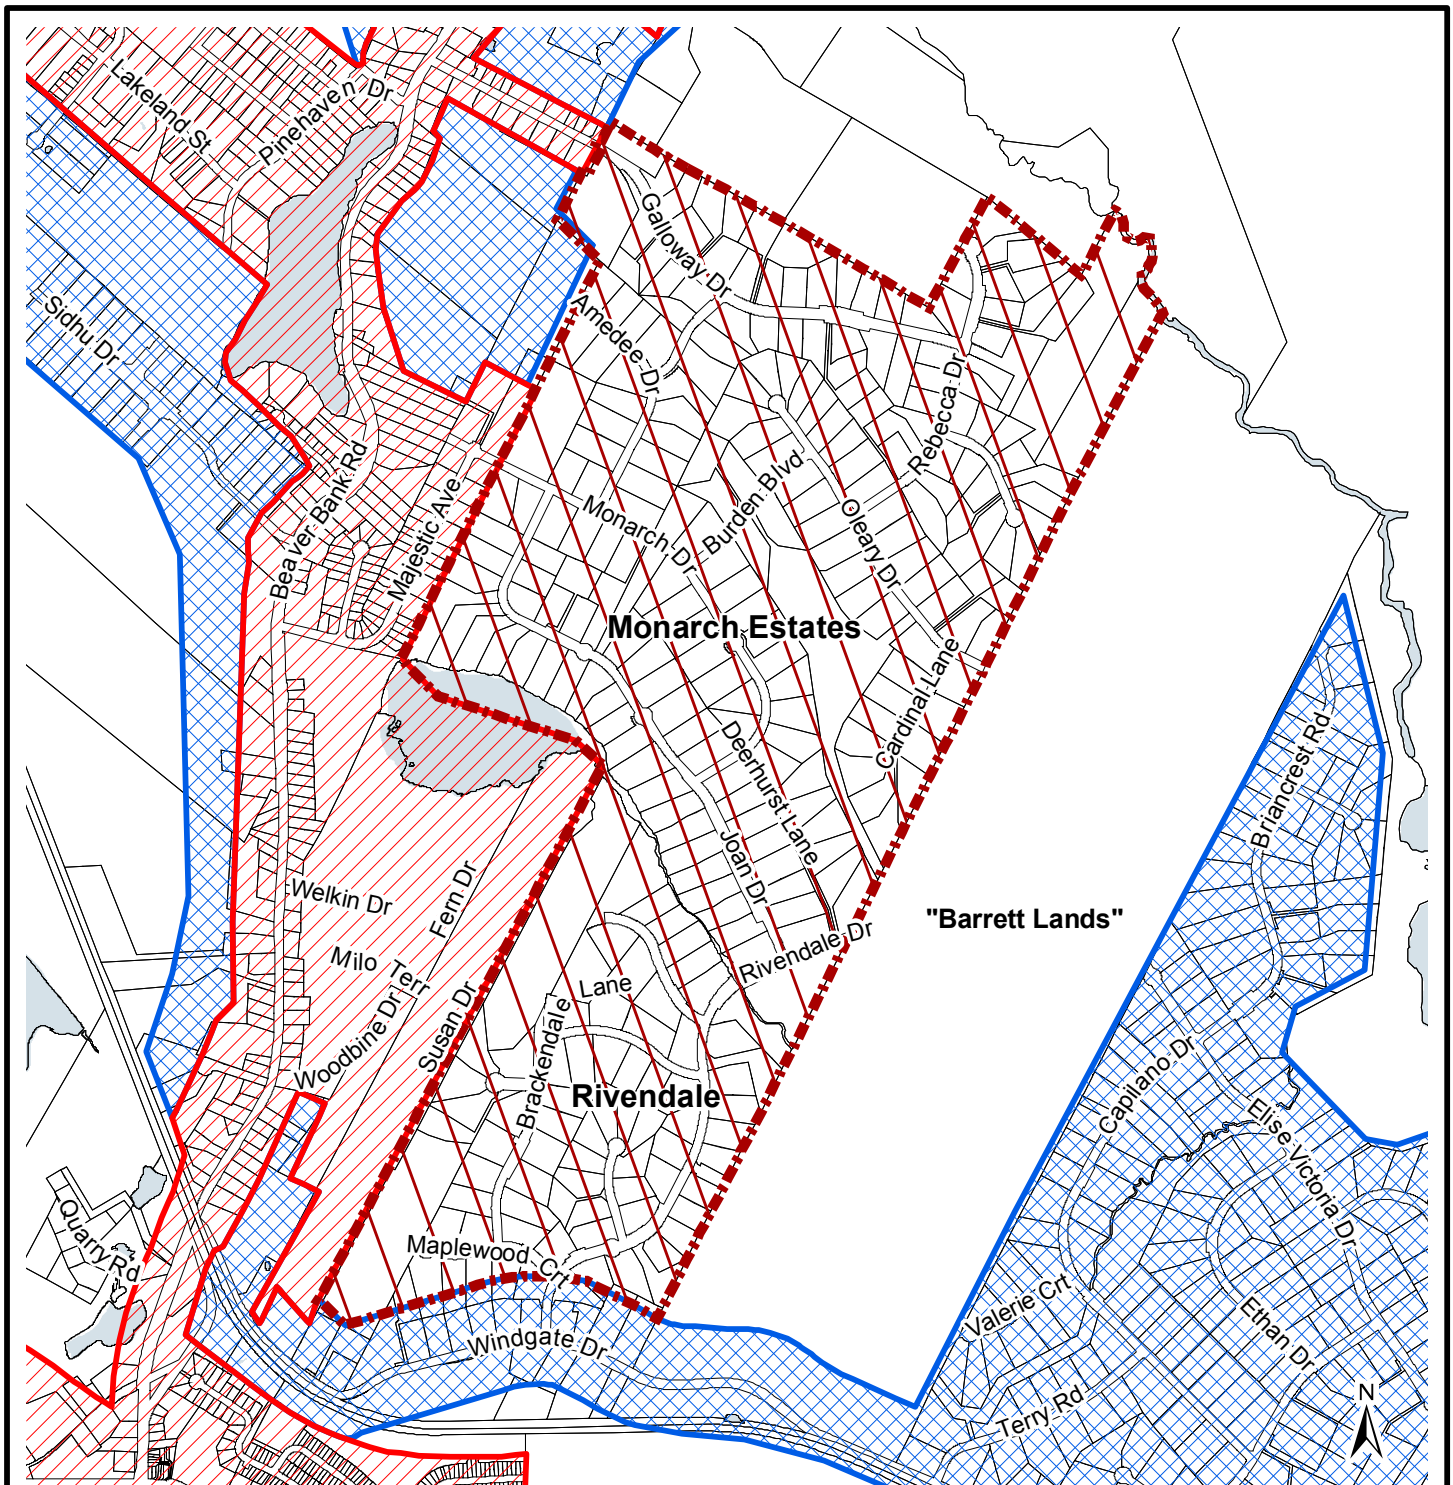 Lakeland St
Pinehaven Dr
Galloway Dr
Sidhu Dr
Amedee Dr
Rebecca Dr
Beaver Bank Rd
Majestic Ave
Monarch Dr
Burden Blvd
Oleary Dr
Monarch Estates
Cardinal Lane
Deerhurst Lane
Briancrest Rd
Joan Dr
Welkin Dr
Fern Dr
"Barrett Lands"
Milo Terr
Rivendale Dr
Woodbine Dr
Susan Dr
Brackendale Lane
Rivendale
Capilano Dr
Elise Victoria Dr
Quarry Rd
Maplewood Crt
Valerie Crt
Ethan Dr
Windgate Dr
Terry Rd
N